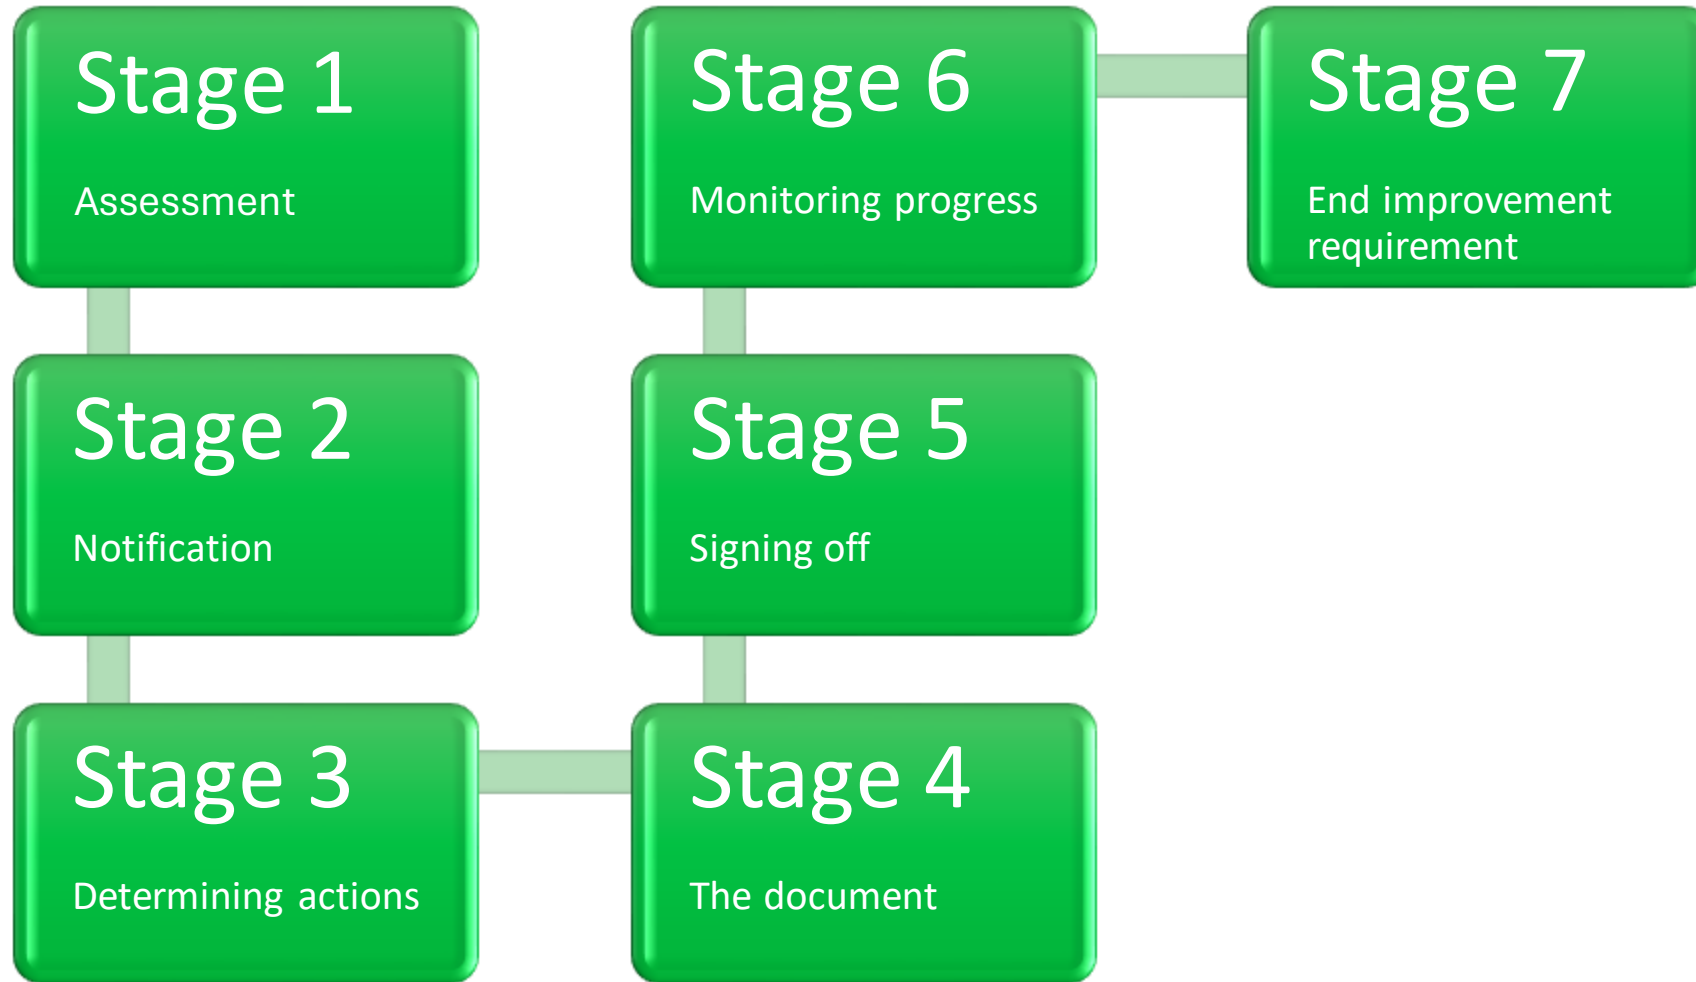 Stage 1
Assessment
Stage 2
Notification
Stage 3
Determining actions
Stage 4
The document
Stage 5
Signing off
Stage 6
Monitoring progress
Stage 7
End improvement
requirement